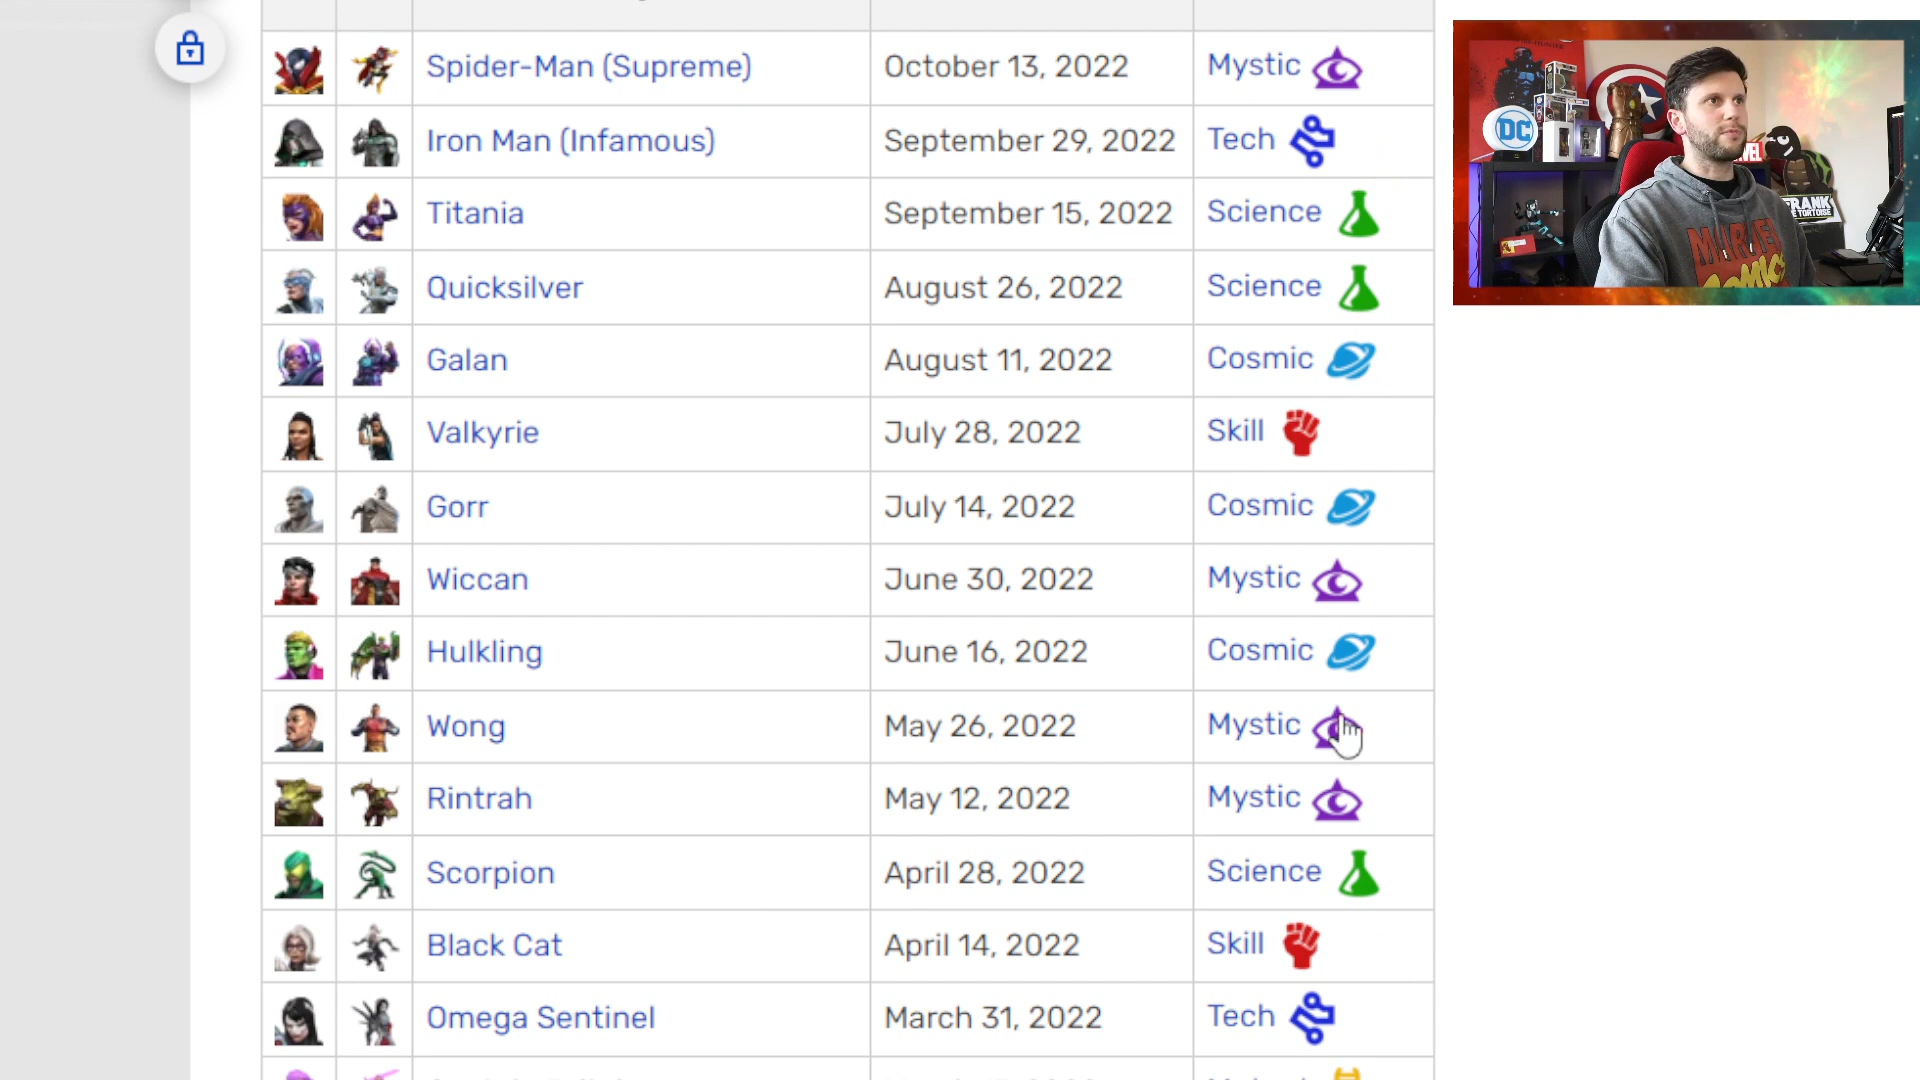 Spider-Man (Supreme) October 13, 2022 Mystic
Iron Man (Infamous) September 29, 2022 Tech
Titania September 15, 2022 Science
Quicksilver August 26, 2022 Science
Galan August 11, 2022 Cosmic
Valkyrie July 28, 2022 Skill
Gorr July 14, 2022 Cosmic
Wiccan June 30, 2022 Mystic
Hulkling June 16, 2022 Cosmic
Wong May 26, 2022 Mystic
Rintrah May 12, 2022 Mystic
Scorpion April 28, 2022 Science
Black Cat April 14, 2022 Skill
Omega Sentinel March 31, 2022 Tech
DC
FRANK
TORTOISE
MARVEL
COMICS